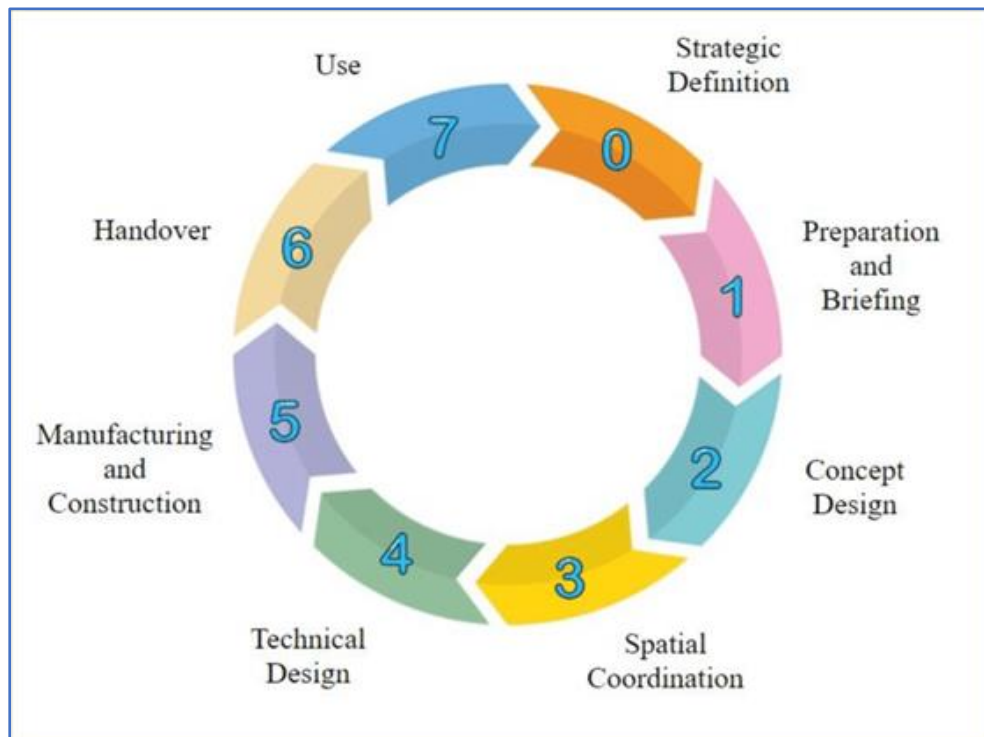 0
Strategic
Definition
1
Preparation
and
Briefing
2
Concept
Design
3
Spatial
Coordination
4
Technical
Design
5
Manufacturing
and
Construction
6
Handover
7
Use